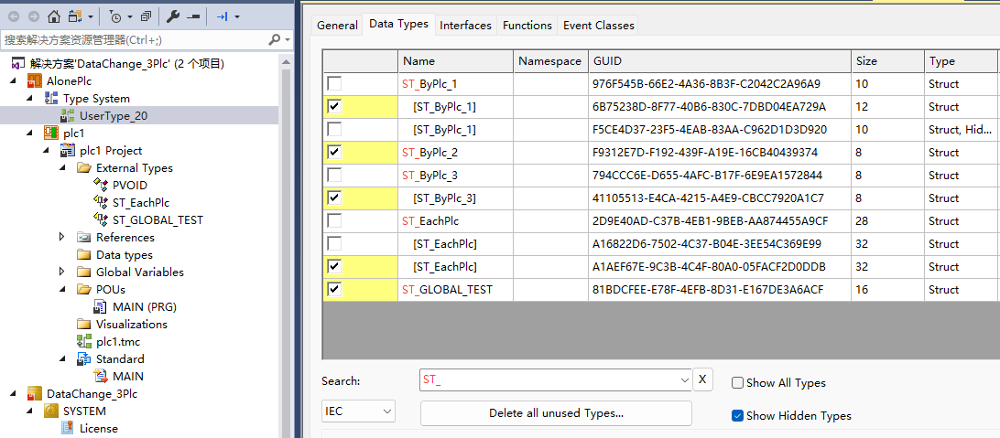 搜索解决方案资源管理器(Ctrl+;)
解决方案'DataChange_3Plc' (2 个项目)
AlonePlc
Type System
UserType_20
plc1
plc1 Project
External Types
PVOID
ST_EachPlc
ST_GLOBAL_TEST
References
Data types
Global Variables
POUs
MAIN (PRG)
Visualizations
plc1.tmc
Standard
MAIN
DataChange_3Plc
SYSTEM
License
General Data Types Interfaces Functions Event Classes
Name Namespace GUID Size Type
ST_ByPlc_1 976F545B-66E2-4A36-8B3F-C2042C2A96A9 10 Struct
[ST_ByPlc_1] 6B75238D-8F77-40B6-830C-7DBD04EA729A 12 Struct
[ST_ByPlc_1] F5CE4D37-23F5-4EAB-83AA-C962D1D3D920 10 Struct, Hid...
ST_ByPlc_2 F9312E7D-F192-439F-A19E-16CB40439374 8 Struct
ST_ByPlc_3 794CCC6E-D655-4AFC-B17F-6E9EA1572844 8 Struct
[ST_ByPlc_3] 41105513-E4CA-4215-A4E9-CBCC7920A1C7 8 Struct
ST_EachPlc 2D9E40AD-C37B-4EB1-9BEB-AA874455A9CF 28 Struct
[ST_EachPlc] A16822D6-7502-4C37-B04E-3EE54C369E99 32 Struct
[ST_EachPlc] A1AEF67E-9C3B-4C4F-80A0-05FACF2D0DDB 32 Struct
ST_GLOBAL_TEST 81BDCFEE-E78F-4EFB-8D31-E167DE3A6ACF 16 Struct
Search: ST_ X Show All Types
IEC Delete all unused Types... Show Hidden Types